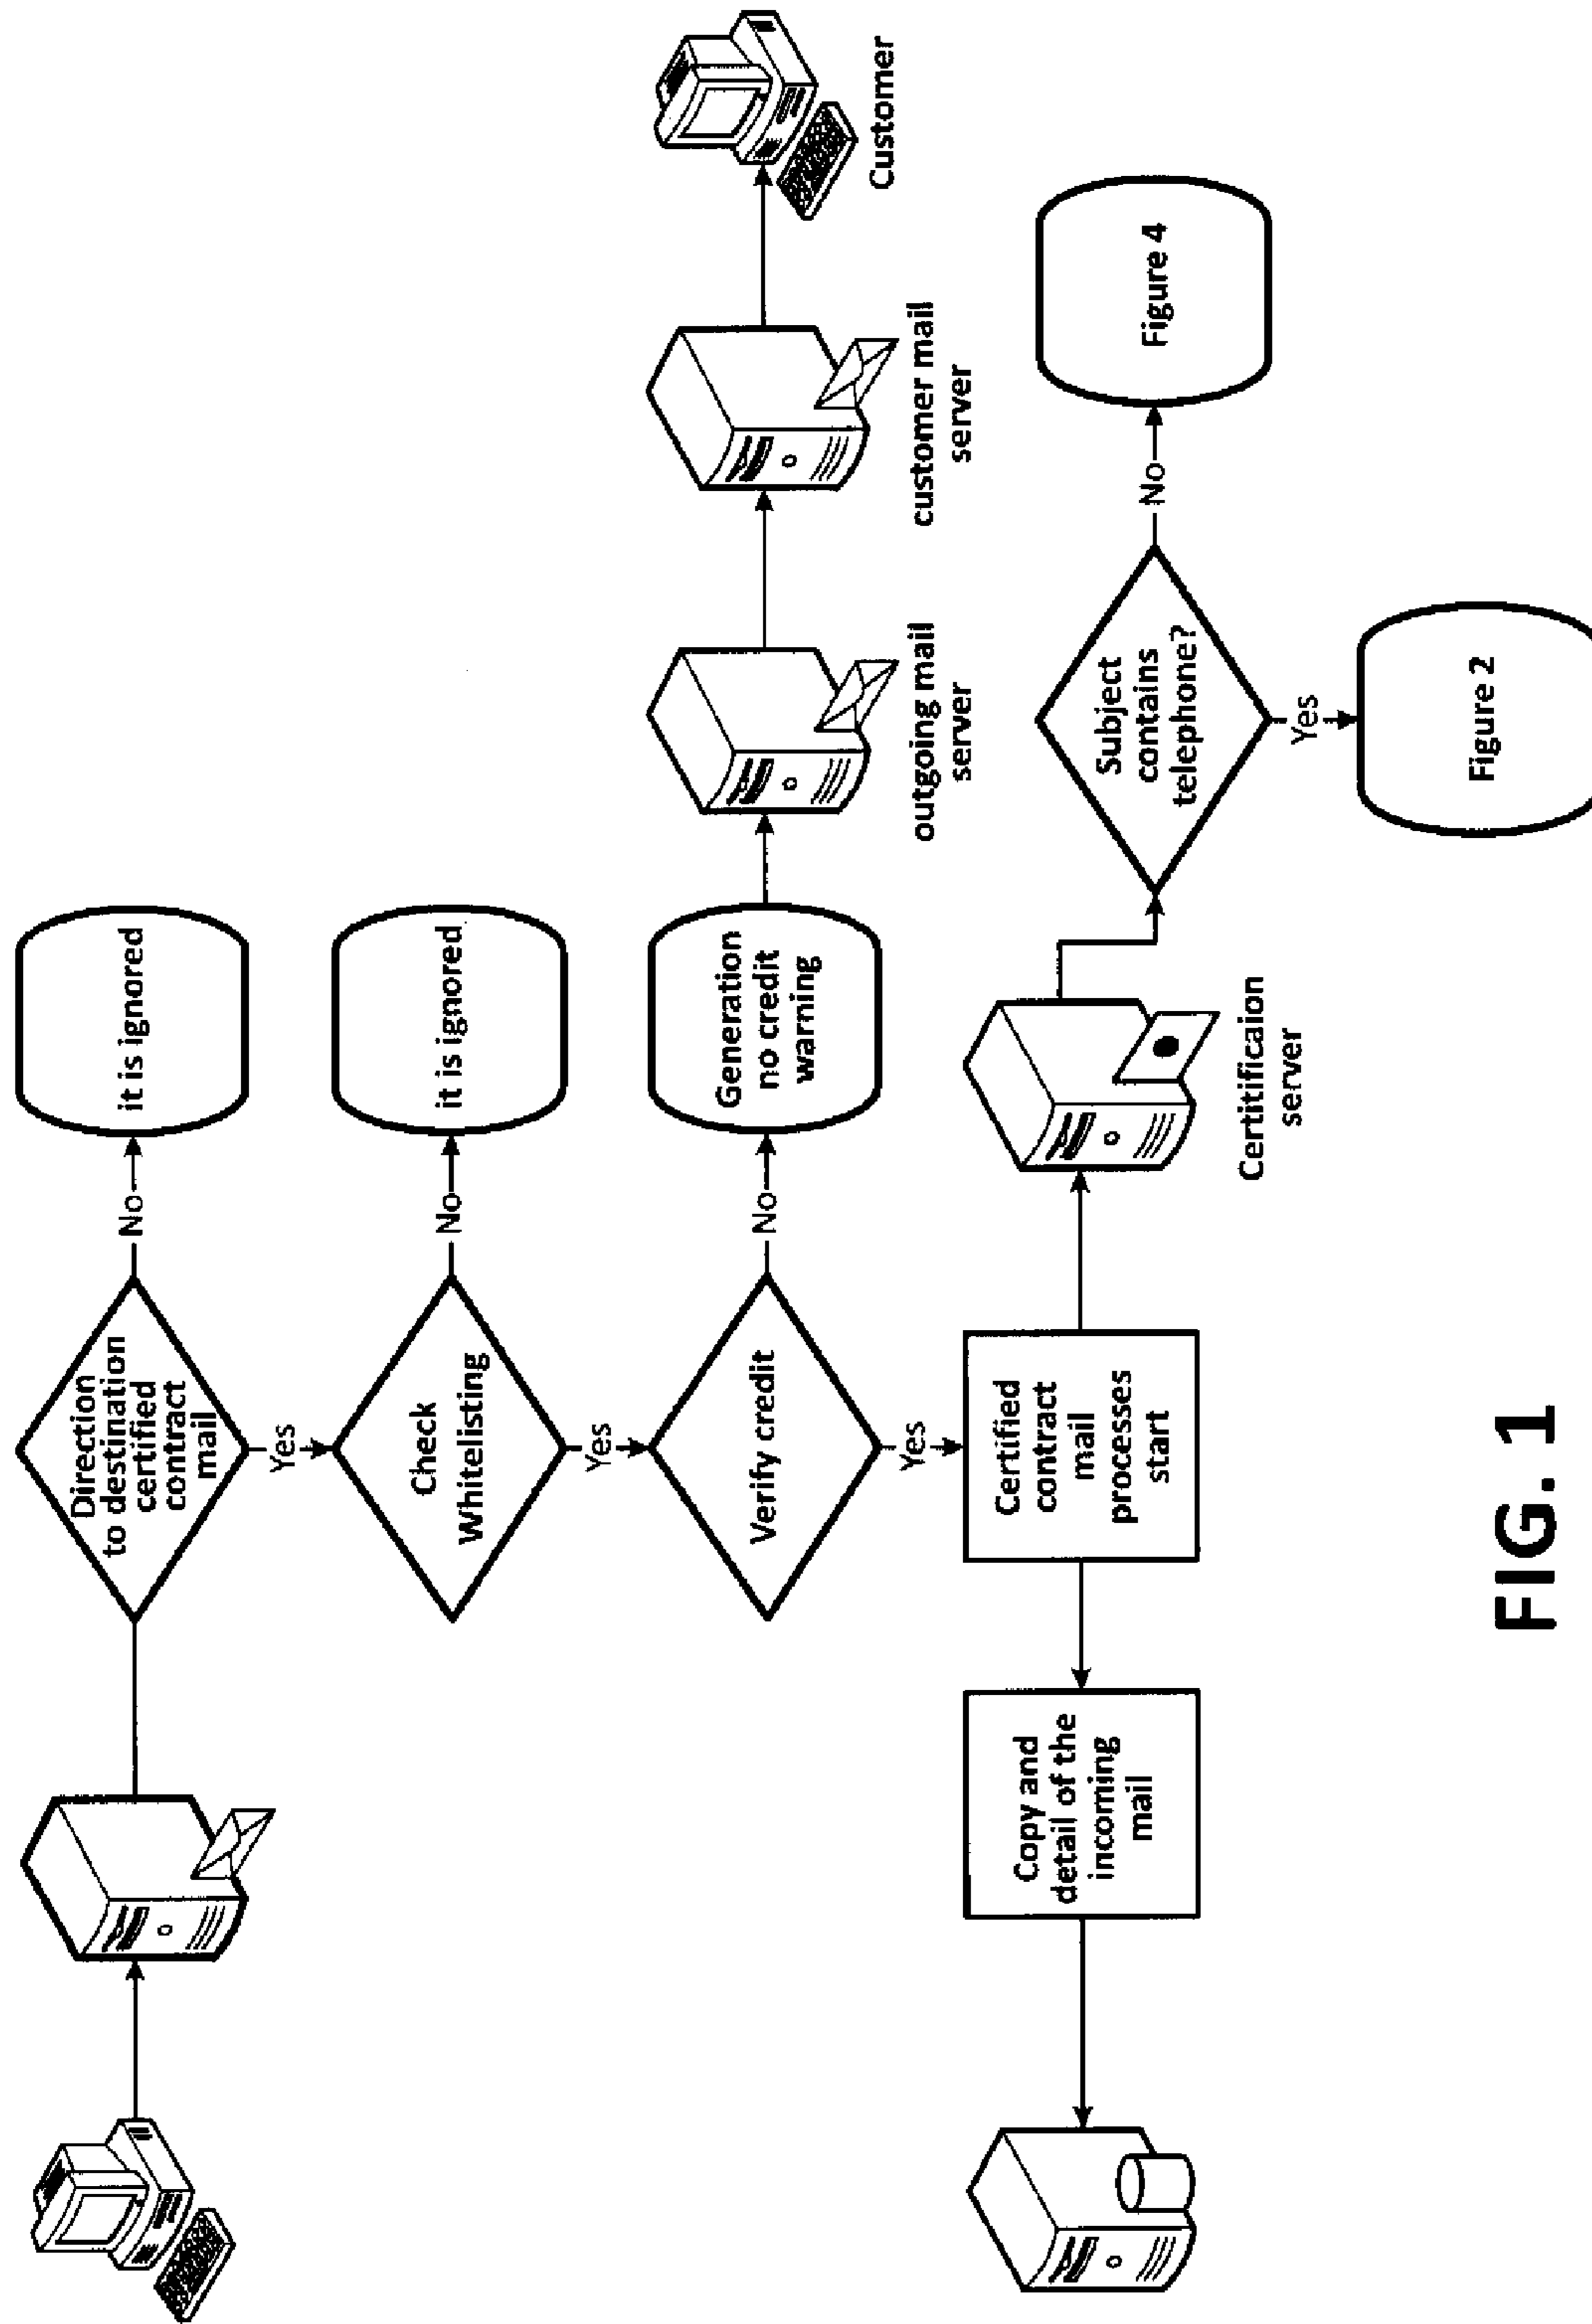 Direction
to destination
certified
contract
mail
No
it is ignored
Yes
Check
Whitelisting
No
it is ignored
Yes
Verify credit
No
Generation
no credit
warning
outgoing mail
server
customer mail
server
Customer
Yes
Certified
contract
mail
processes
start
Copy and
detail of the
incoming
mail
Certitificaion
server
Subject
contains
telephone?
No
Figure 4
Yes
Figure 2
FIG. 1